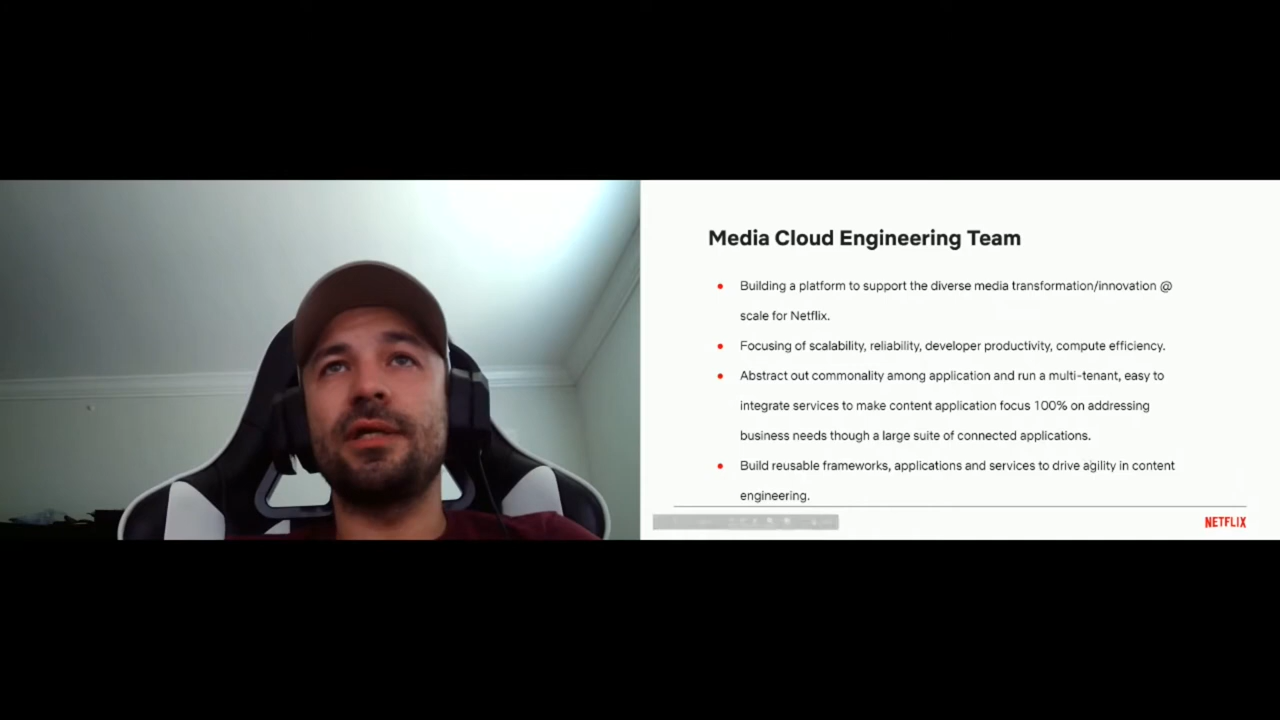 Media Cloud Engineering Team
Building a platform to support the diverse media transformation/innovation @
scale for Netflix.
Focusing of scalability, reliability, developer productivity, compute efficiency.
Abstract out commonality among application and run a multi-tenant, easy to
integrate services to make content application focus 100% on addressing
business needs though a large suite of connected applications.
Build reusable frameworks, applications and services to drive agility in content
engineering.
NETFLIX